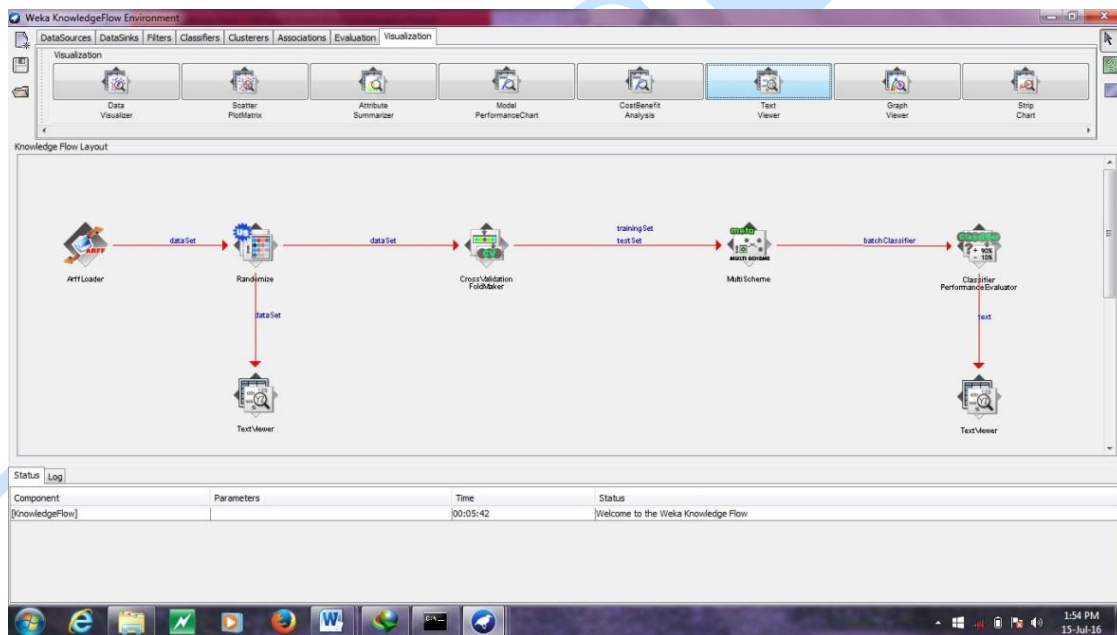 Weka KnowledgeFlow Environment
DataSources DataSinks Filters Classifiers Clusterers Associations Evaluation Visualization
Visualization
Data Visualizer
Scatter PlotMatrix
Attribute Summarizer
Model PerformanceChart
CostBenefit Analysis
Text Viewer
Graph Viewer
Strip Chart
Knowledge Flow Layout
dataSet
dataSet
trainingSet
testSet
batchClassifier
ArffLoader
Randomize
CrossValidation FoldMaker
MultiScheme
Classifier PerformanceEvaluator
dataSet
text
TextViewer
TextViewer
Status Log
Component Parameters Time Status
[KnowledgeFlow] 00:05:42 Welcome to the Weka Knowledge Flow
1:54 PM
15-Jul-16